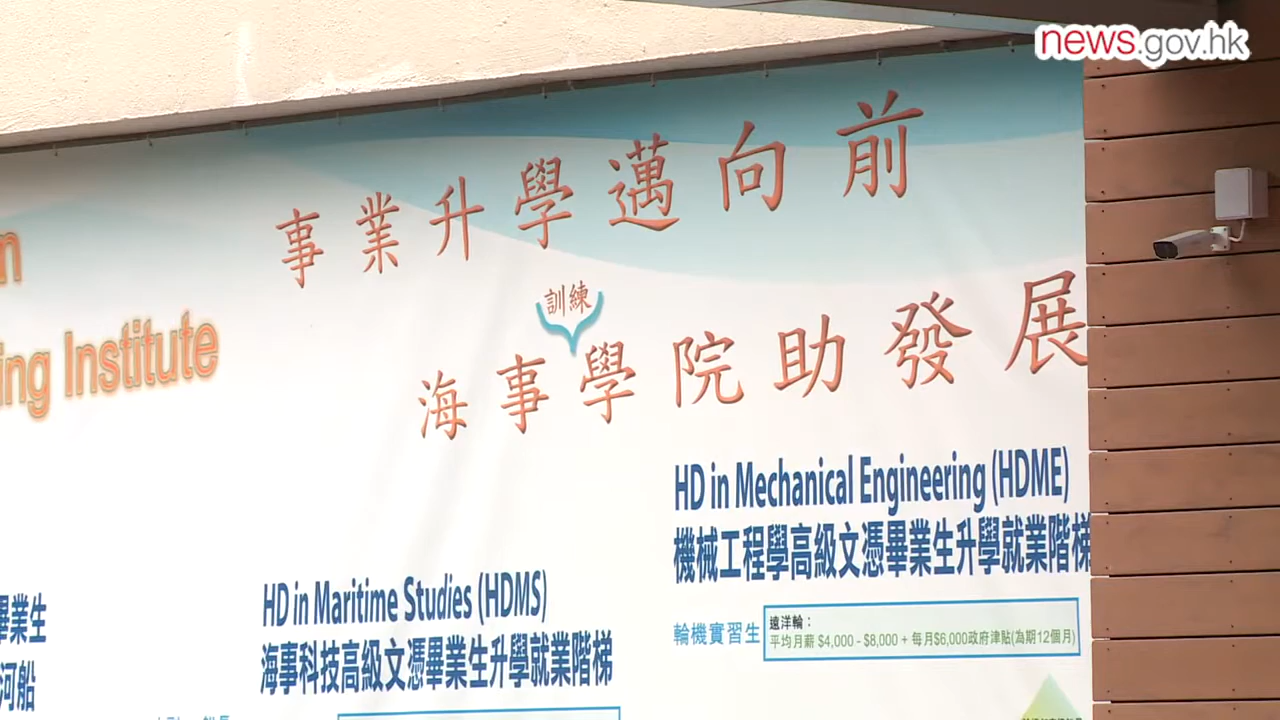 news.gov.hk
事業升學邁向前
訓練
海事學院助發展
ing Institute
HD in Mechanical Engineering (HDME)
機械工程學高級文憑畢業生升學就業階梯
輪機實習生
遠洋輪：
平均月薪 $4,000 - $8,000 + 每月$6,000政府津貼(為期12個月)
HD in Maritime Studies (HDMS)
海事科技高級文憑畢業生升學就業階梯
畢業生
河船